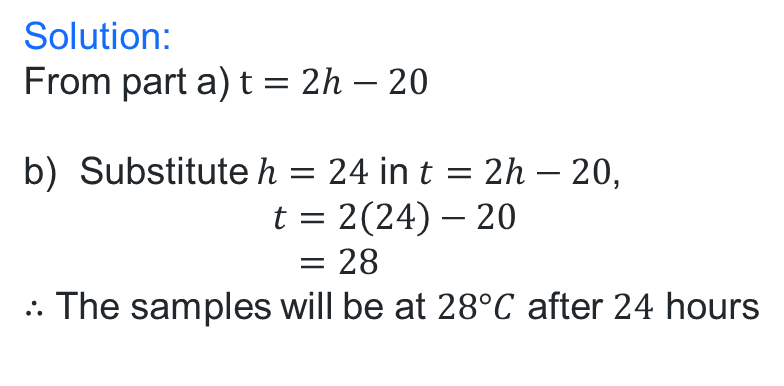 Solution:
From part a) t = 2h − 20
b) Substitute h = 24 in t = 2h − 20,
t = 2(24) − 20
= 28
∴ The samples will be at 28°C after 24 hours